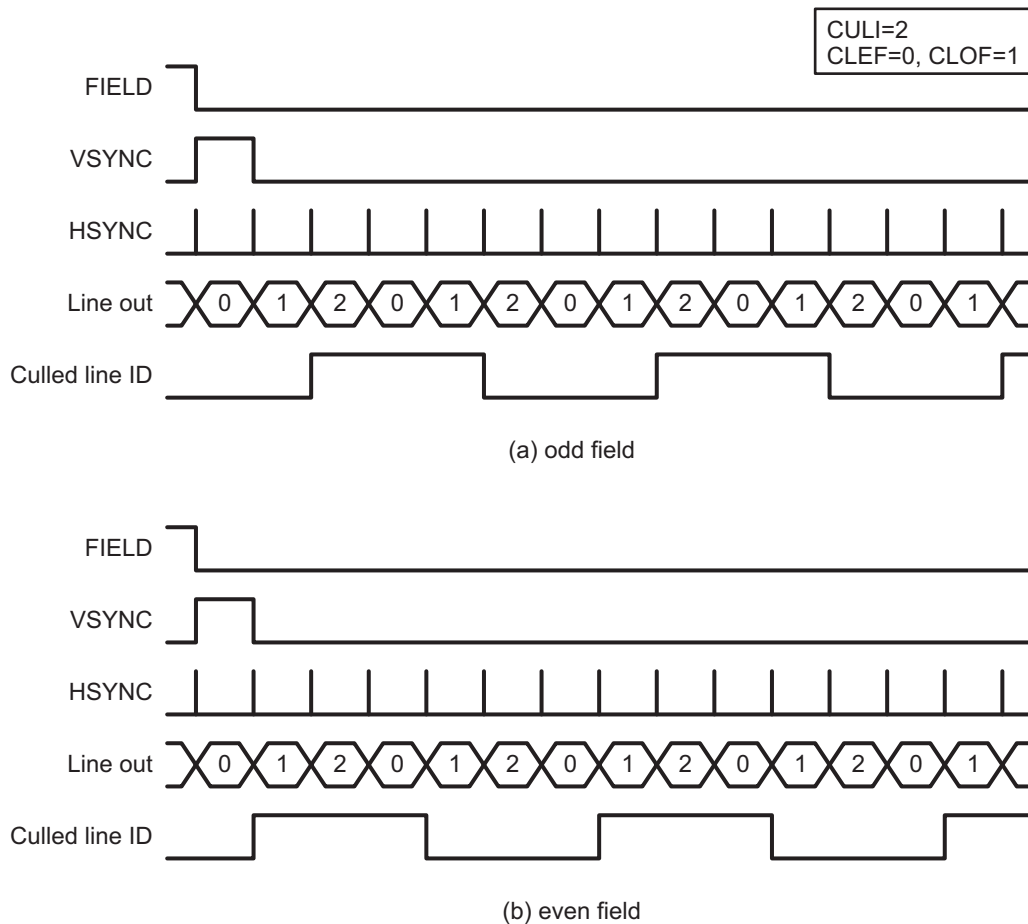 CULI=2
CLEF=0, CLOF=1
FIELD
VSYNC
HSYNC
Line out 0 1 2 0 1 2 0 1 2 0 1 2 0 1
Culled line ID
(a) odd field
FIELD
VSYNC
HSYNC
Line out 0 1 2 0 1 2 0 1 2 0 1 2 0 1
Culled line ID
(b) even field